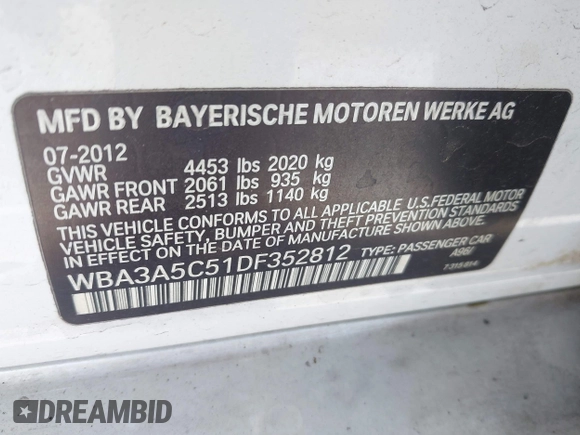 MFD BY BAYERISCHE MOTOREN WERKE AG
07-2012
GVWR 4453 lbs 2020 kg
GAWR FRONT 2061 lbs 935 kg
GAWR REAR 2513 lbs 1140 kg
THIS VEHICLE CONFORMS TO ALL APPLICABLE U.S.FEDERAL MOTOR
VEHICLE SAFETY, BUMPER AND THEFT PREVENTION STANDARDS
IN EFFECT ON THE DATE OF MANUFACTURE SHOWN ABOVE.
WBA3A5C51DF352812 TYPE: PASSENGER CAR
A96I
DREAMBID